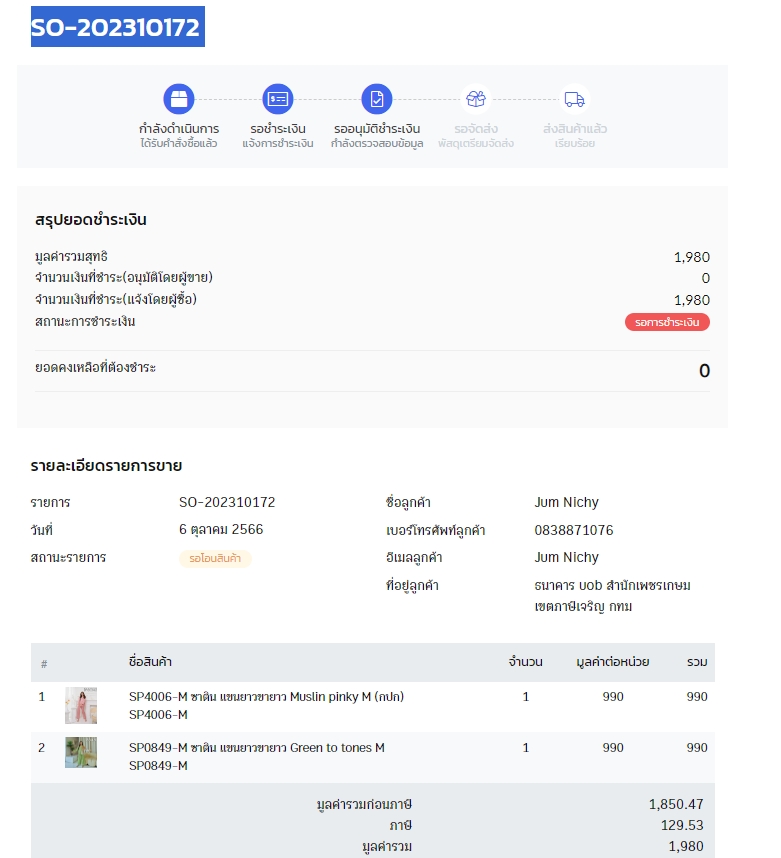 SO-202310172
กำลังดำเนินการ
ได้รับคำสั่งซื้อแล้ว
รอชำระเงิน
แจ้งการชำระเงิน
รออนุมัติชำระเงิน
กำลังตรวจสอบข้อมูล
รอจัดส่ง
พัสดุเตรียมจัดส่ง
ส่งสินค้าแล้ว
เรียบร้อย
สรุปยอดชำระเงิน
มูลค่ารวมสุทธิ 1,980
จำนวนเงินที่ชำระ(อนุมัติโดยผู้ขาย) 0
จำนวนเงินที่ชำระ(แจ้งโดยผู้ซื้อ) 1,980
สถานะการชำระเงิน รอการชำระเงิน
ยอดคงเหลือที่ต้องชำระ 0
รายละเอียดรายการขาย
รายการ SO-202310172 ชื่อลูกค้า Jum Nichy
วันที่ 6 ตุลาคม 2566 เบอร์โทรศัพท์ลูกค้า 0838871076
สถานะรายการ รอโอนสินค้า อีเมลลูกค้า Jum Nichy
ที่อยู่ลูกค้า ธนาคาร uob สำนักเพชรเกษม
เขตภาษีเจริญ กทม
# ชื่อสินค้า จำนวน มูลค่าต่อหน่วย รวม
1 SP4006-M ซาติน แขนยาวขายาว Muslin pinky M (กปก) 1 990 990
SP4006-M
2 SP0849-M ซาติน แขนยาวขายาว Green to tones M 1 990 990
SP0849-M
มูลค่ารวมก่อนภาษี 1,850.47
ภาษี 129.53
มูลค่ารวม 1,980